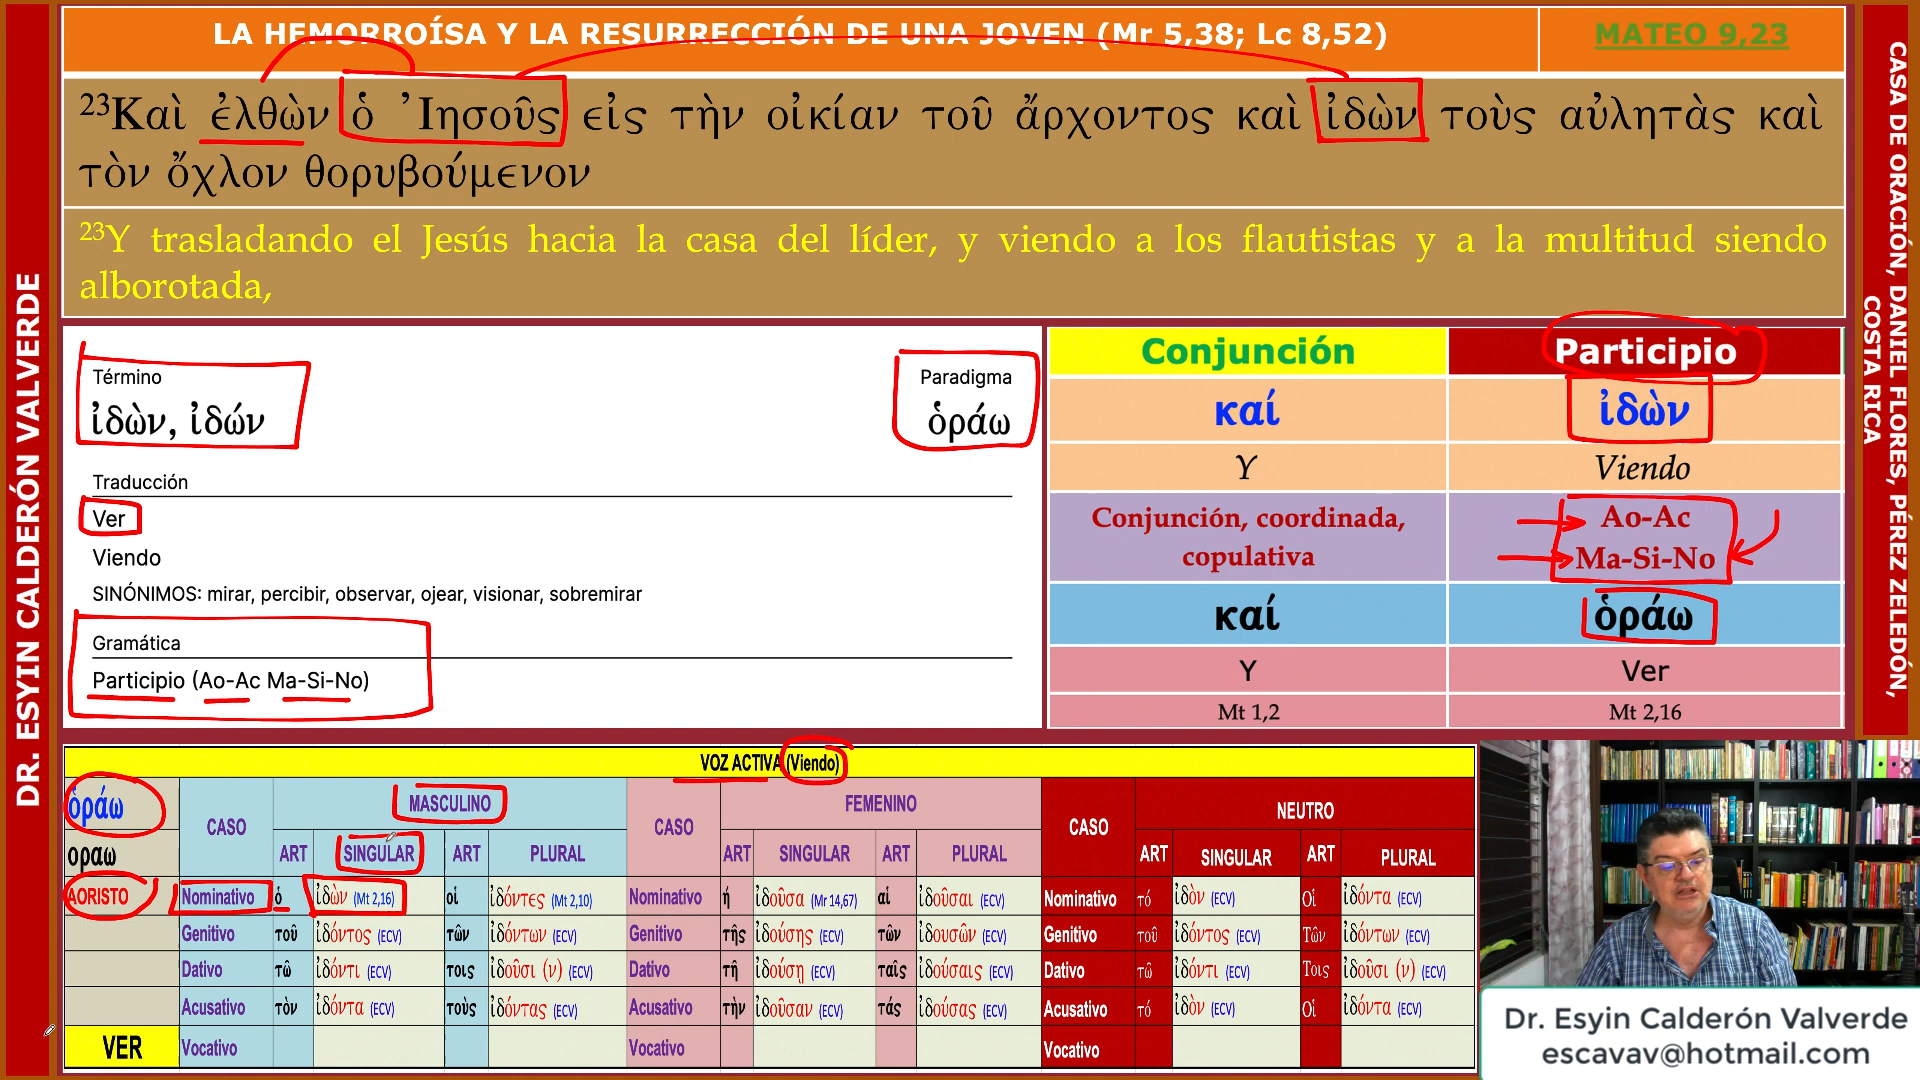 LA HEMORROÍSA Y LA RESURRECCIÓN DE UNA JOVEN (Mr 5,38; Lc 8,52)
MATEO 9,23
DR. ESYIN CALDERÓN VALVERDE
CASA DE ORACIÓN, DANIEL FLORES, PÉREZ ZELEDÓN,
COSTA RICA
²³Καὶ ἐλθὼν ὁ Ἰησοῦς εἰς τὴν οἰκίαν τοῦ ἄρχοντος καὶ ἰδὼν τοὺς αὐλητὰς καὶ
τὸν ὄχλον θορυβούμενον
²³Y trasladando el Jesús hacia la casa del líder, y viendo a los flautistas y a la multitud siendo
alborotada,
Término
Paradigma
ἰδὼν, ἰδών
ὁράω
Traducción
Ver
Viendo
SINÓNIMOS: mirar, percibir, observar, ojear, visionar, sobremirar
Gramática
Participio (Ao-Ac Ma-Si-No)
Conjunción Participio
καί ἰδὼν
Y Viendo
Conjunción, coordinada,
copulativa
Ao-Ac
Ma-Si-No
καί ὁράω
Y Ver
Mt 1,2 Mt 2,16
VOZ ACTIVA (Viendo)
ὁράω CASO MASCULINO CASO FEMENINO CASO NEUTRO
οραω ART SINGULAR ART PLURAL ART SINGULAR ART PLURAL ART SINGULAR ART PLURAL
AORISTO Nominativo ὁ ἰδὼν (Mt 2,16) οἱ ἰδόντες (Mt 2,10) Nominativo ἡ ἰδοῦσα (Mr 14,67) αἱ ἰδοῦσαι (ECV) Nominativo τό ἰδὸν (ECV) Οἱ ἰδόντα (ECV)
Genitivo τοῦ ἰδόντος (ECV) τῶν ἰδόντων (ECV) Genitivo τῆς ἰδούσης (ECV) τῶν ἰδουσῶν (ECV) Genitivo τοῦ ἰδόντος (ECV) Τῶν ἰδόντων (ECV)
Dativo τῶ ἰδόντι (ECV) τοις ἰδοῦσι (ν) (ECV) Dativo τῆ ἰδούσῃ (ECV) ταῖς ἰδούσαις (ECV) Dativo τῶ ἰδόντι (ECV) Τοις ἰδοῦσι (ν) (ECV)
Acusativo τὸν ἰδόντα (ECV) τοὺς ἰδόντας (ECV) Acusativo τὴν ἰδοῦσαν (ECV) τάς ἰδούσας (ECV) Acusativo τό ἰδὸν (ECV) Οἱ ἰδόντα (ECV)
VER Vocativo Vocativo Vocativo
Dr. Esyin Calderón Valverde
escavav@hotmail.com